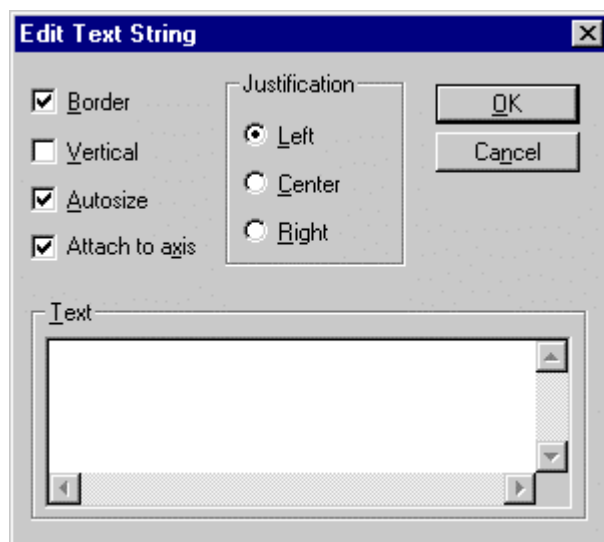 Edit Text String
Border
Vertical
Autosize
Attach to axis
Justification
Left
Center
Right
OK
Cancel
Text